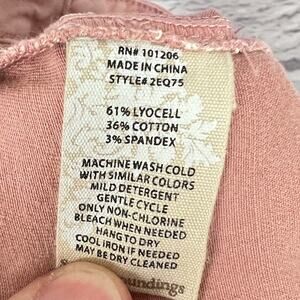 RN# 101206
MADE IN CHINA
STYLE# 2EQ75
61% LYOCELL
36% COTTON
3% SPANDEX
MACHINE WASH COLD
WITH SIMILAR COLORS
MILD DETERGENT
GENTLE CYCLE
ONLY NON-CHLORINE
BLEACH WHEN NEEDED
HANG TO DRY
COOL IRON IF NEEDED
MAY BE DRY CLEANED